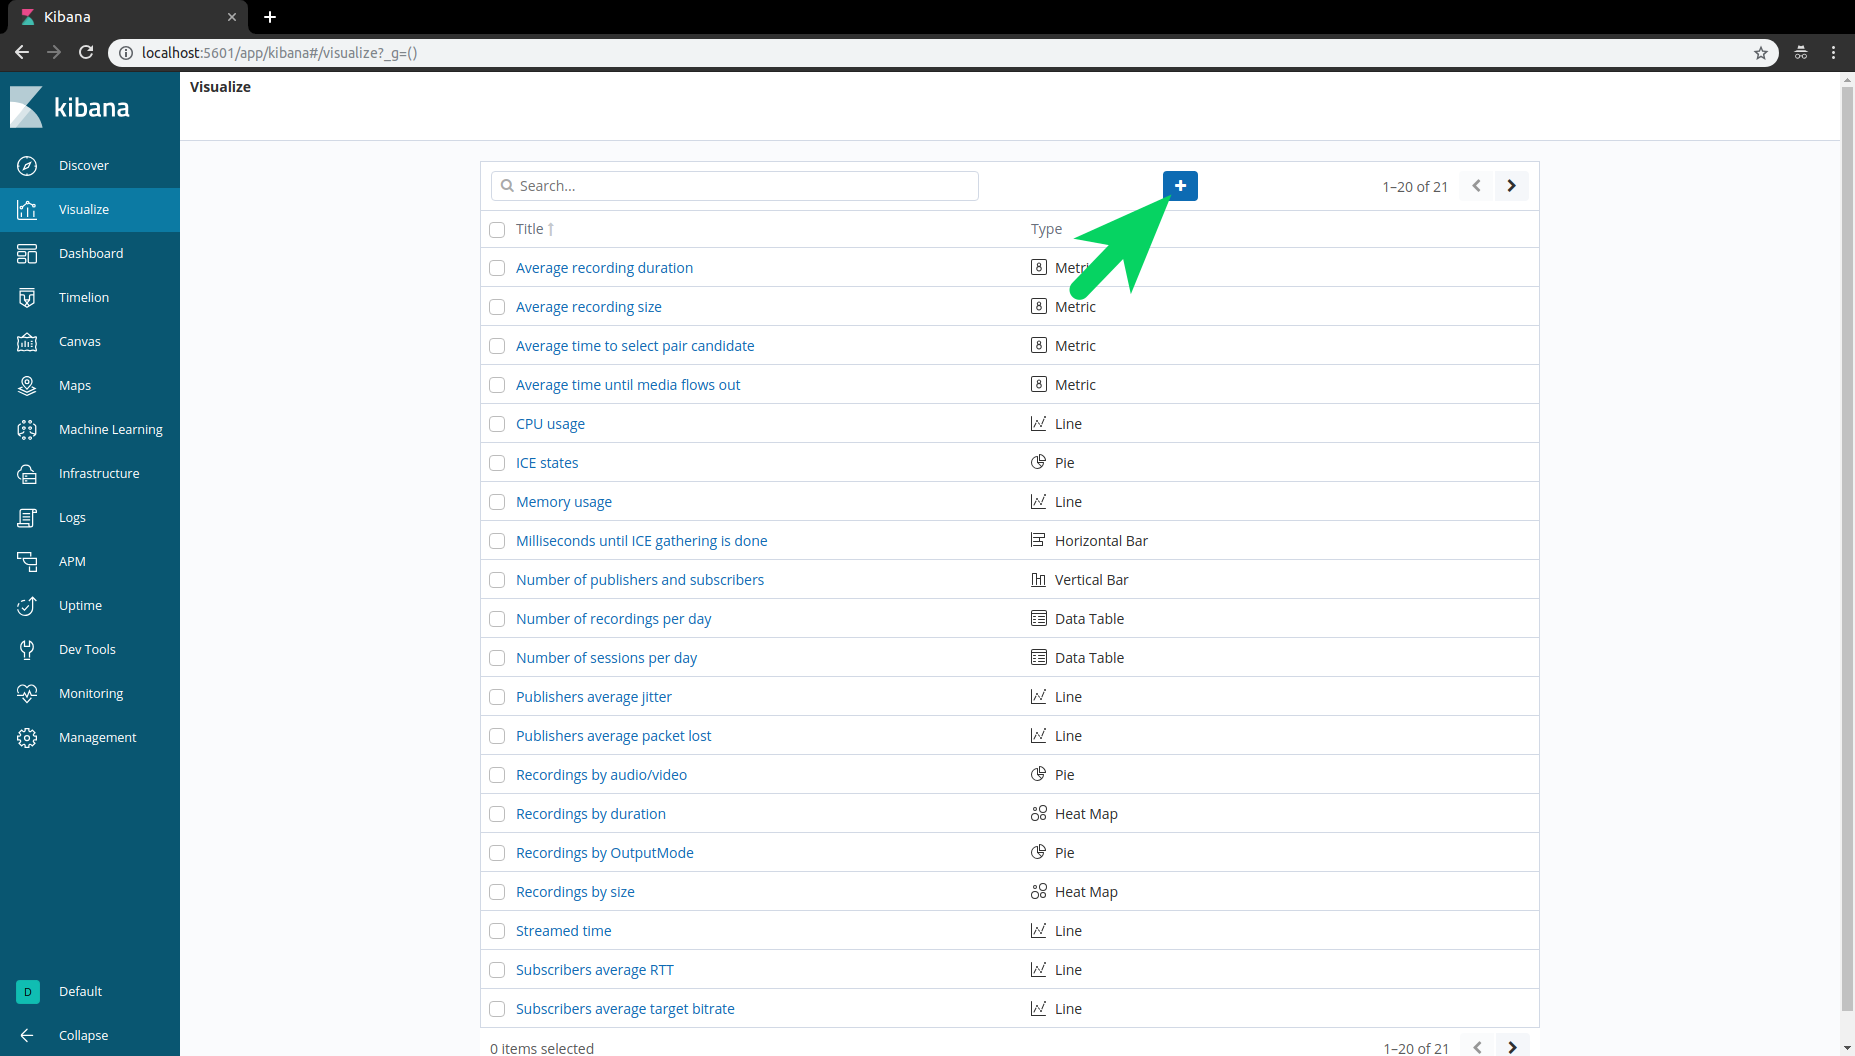 Kibana
localhost:5601/app/kibana#/visualize?_g=()
kibana
Discover
Visualize
Dashboard
Timelion
Canvas
Maps
Machine Learning
Infrastructure
Logs
APM
Uptime
Dev Tools
Monitoring
Management
D Default
Collapse
Visualize
Search...
1–20 of 21
Title Type
Average recording duration 8 Metri
Average recording size 8 Metric
Average time to select pair candidate 8 Metric
Average time until media flows out 8 Metric
CPU usage Line
ICE states Pie
Memory usage Line
Milliseconds until ICE gathering is done Horizontal Bar
Number of publishers and subscribers Vertical Bar
Number of recordings per day Data Table
Number of sessions per day Data Table
Publishers average jitter Line
Publishers average packet lost Line
Recordings by audio/video Pie
Recordings by duration Heat Map
Recordings by OutputMode Pie
Recordings by size Heat Map
Streamed time Line
Subscribers average RTT Line
Subscribers average target bitrate Line
0 items selected 1–20 of 21